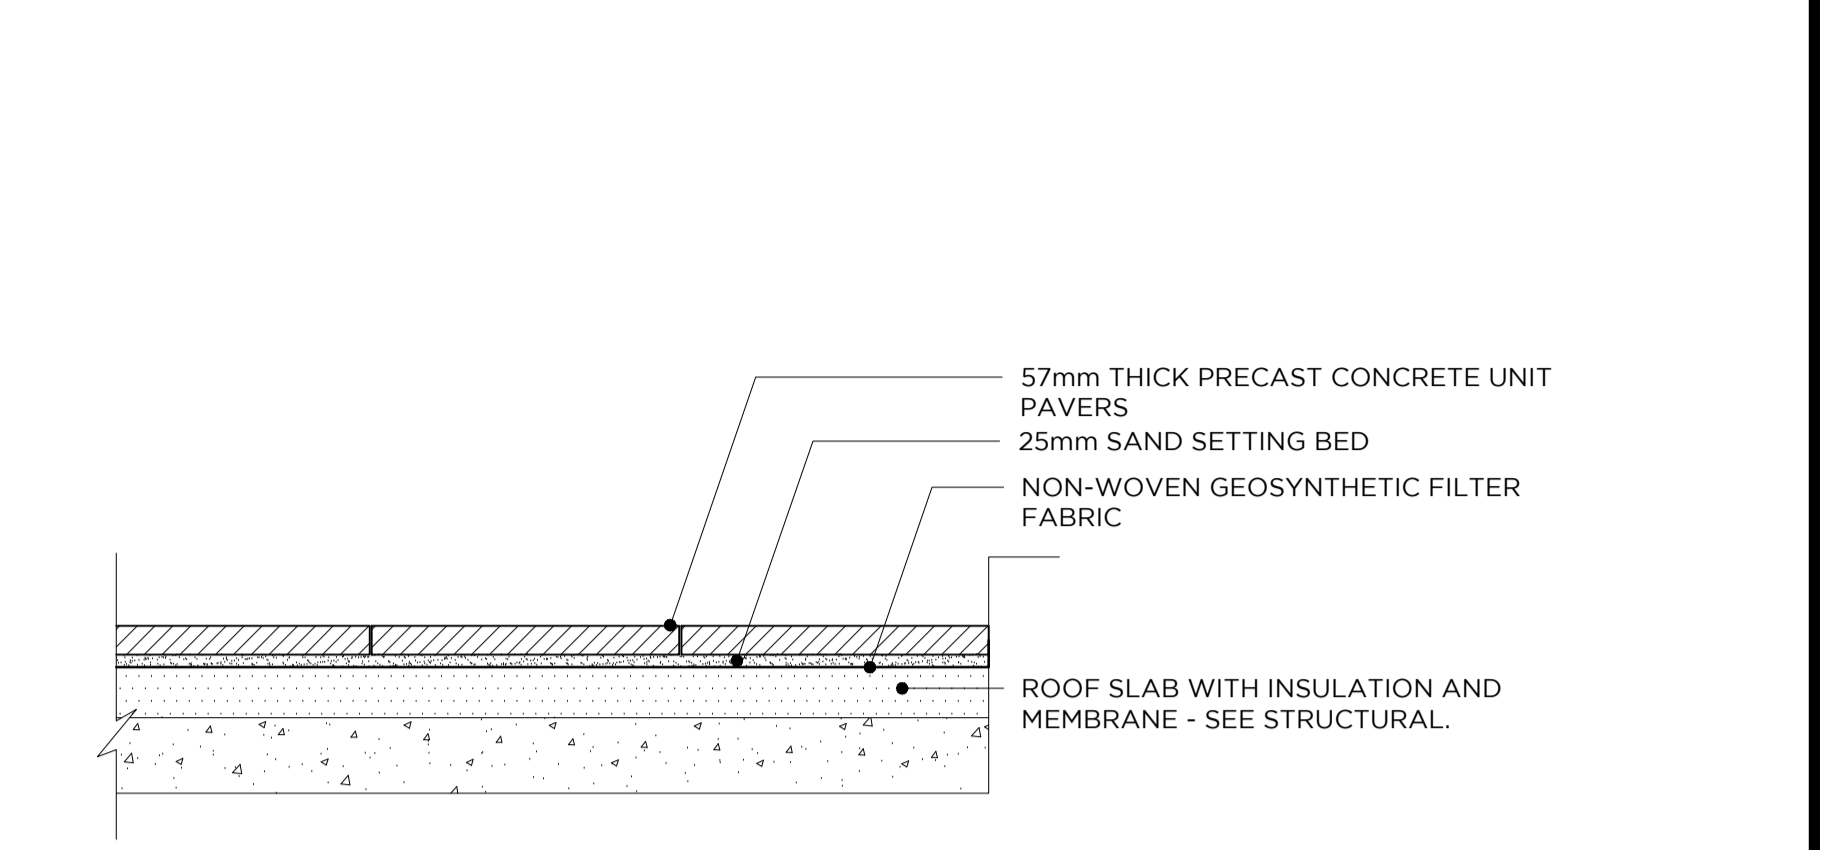 57mm THICK PRECAST CONCRETE UNIT
PAVERS
25mm SAND SETTING BED
NON-WOVEN GEOSYNTHETIC FILTER
FABRIC
ROOF SLAB WITH INSULATION AND
MEMBRANE - SEE STRUCTURAL.